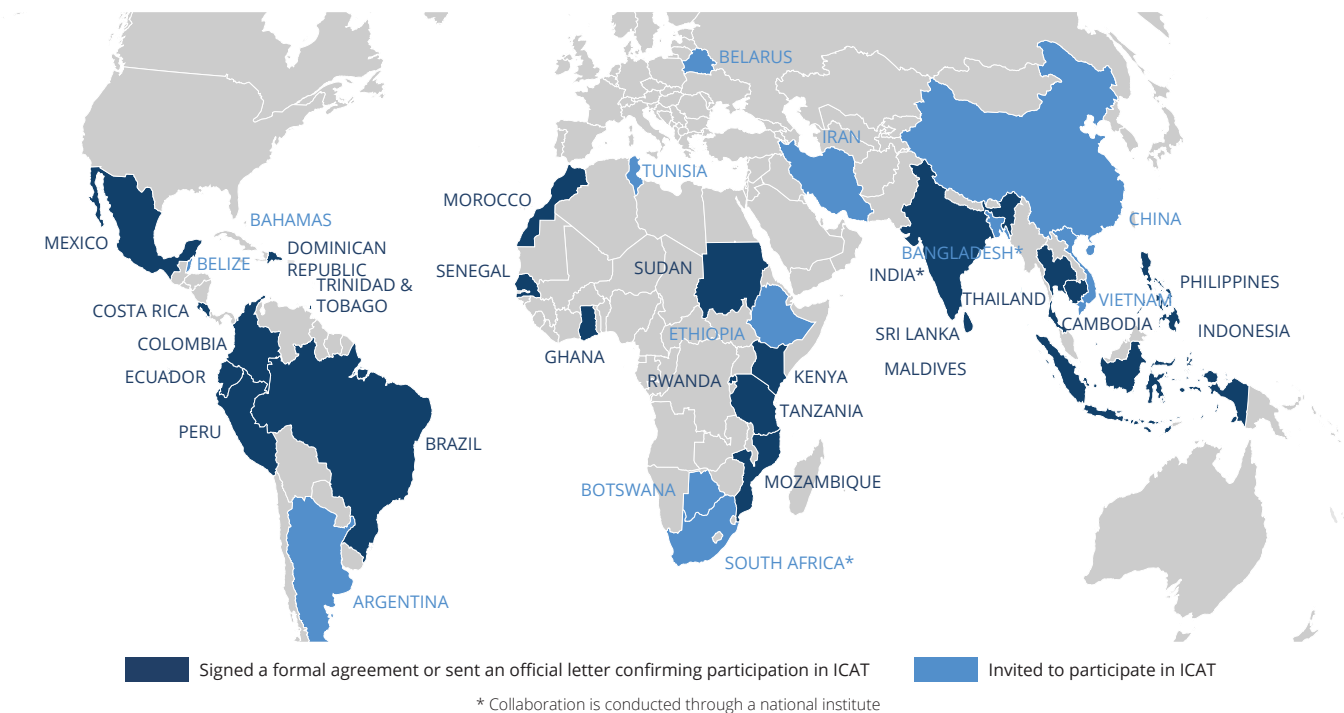 BELARUS
IRAN
TUNISIA
MOROCCO
BAHAMAS
CHINA
MEXICO
DOMINICAN
REPUBLIC
BELIZE
BANGLADESH*
SENEGAL
SUDAN
INDIA*
TRINIDAD &
TOBAGO
PHILIPPINES
COSTA RICA
THAILAND
VIETNAM
CAMBODIA
INDONESIA
COLOMBIA
ETHIOPIA
SRI LANKA
GHANA
MALDIVES
ECUADOR
RWANDA
KENYA
TANZANIA
PERU
BRAZIL
MOZAMBIQUE
BOTSWANA
SOUTH AFRICA*
ARGENTINA
Signed a formal agreement or sent an official letter confirming participation in ICAT
Invited to participate in ICAT
* Collaboration is conducted through a national institute